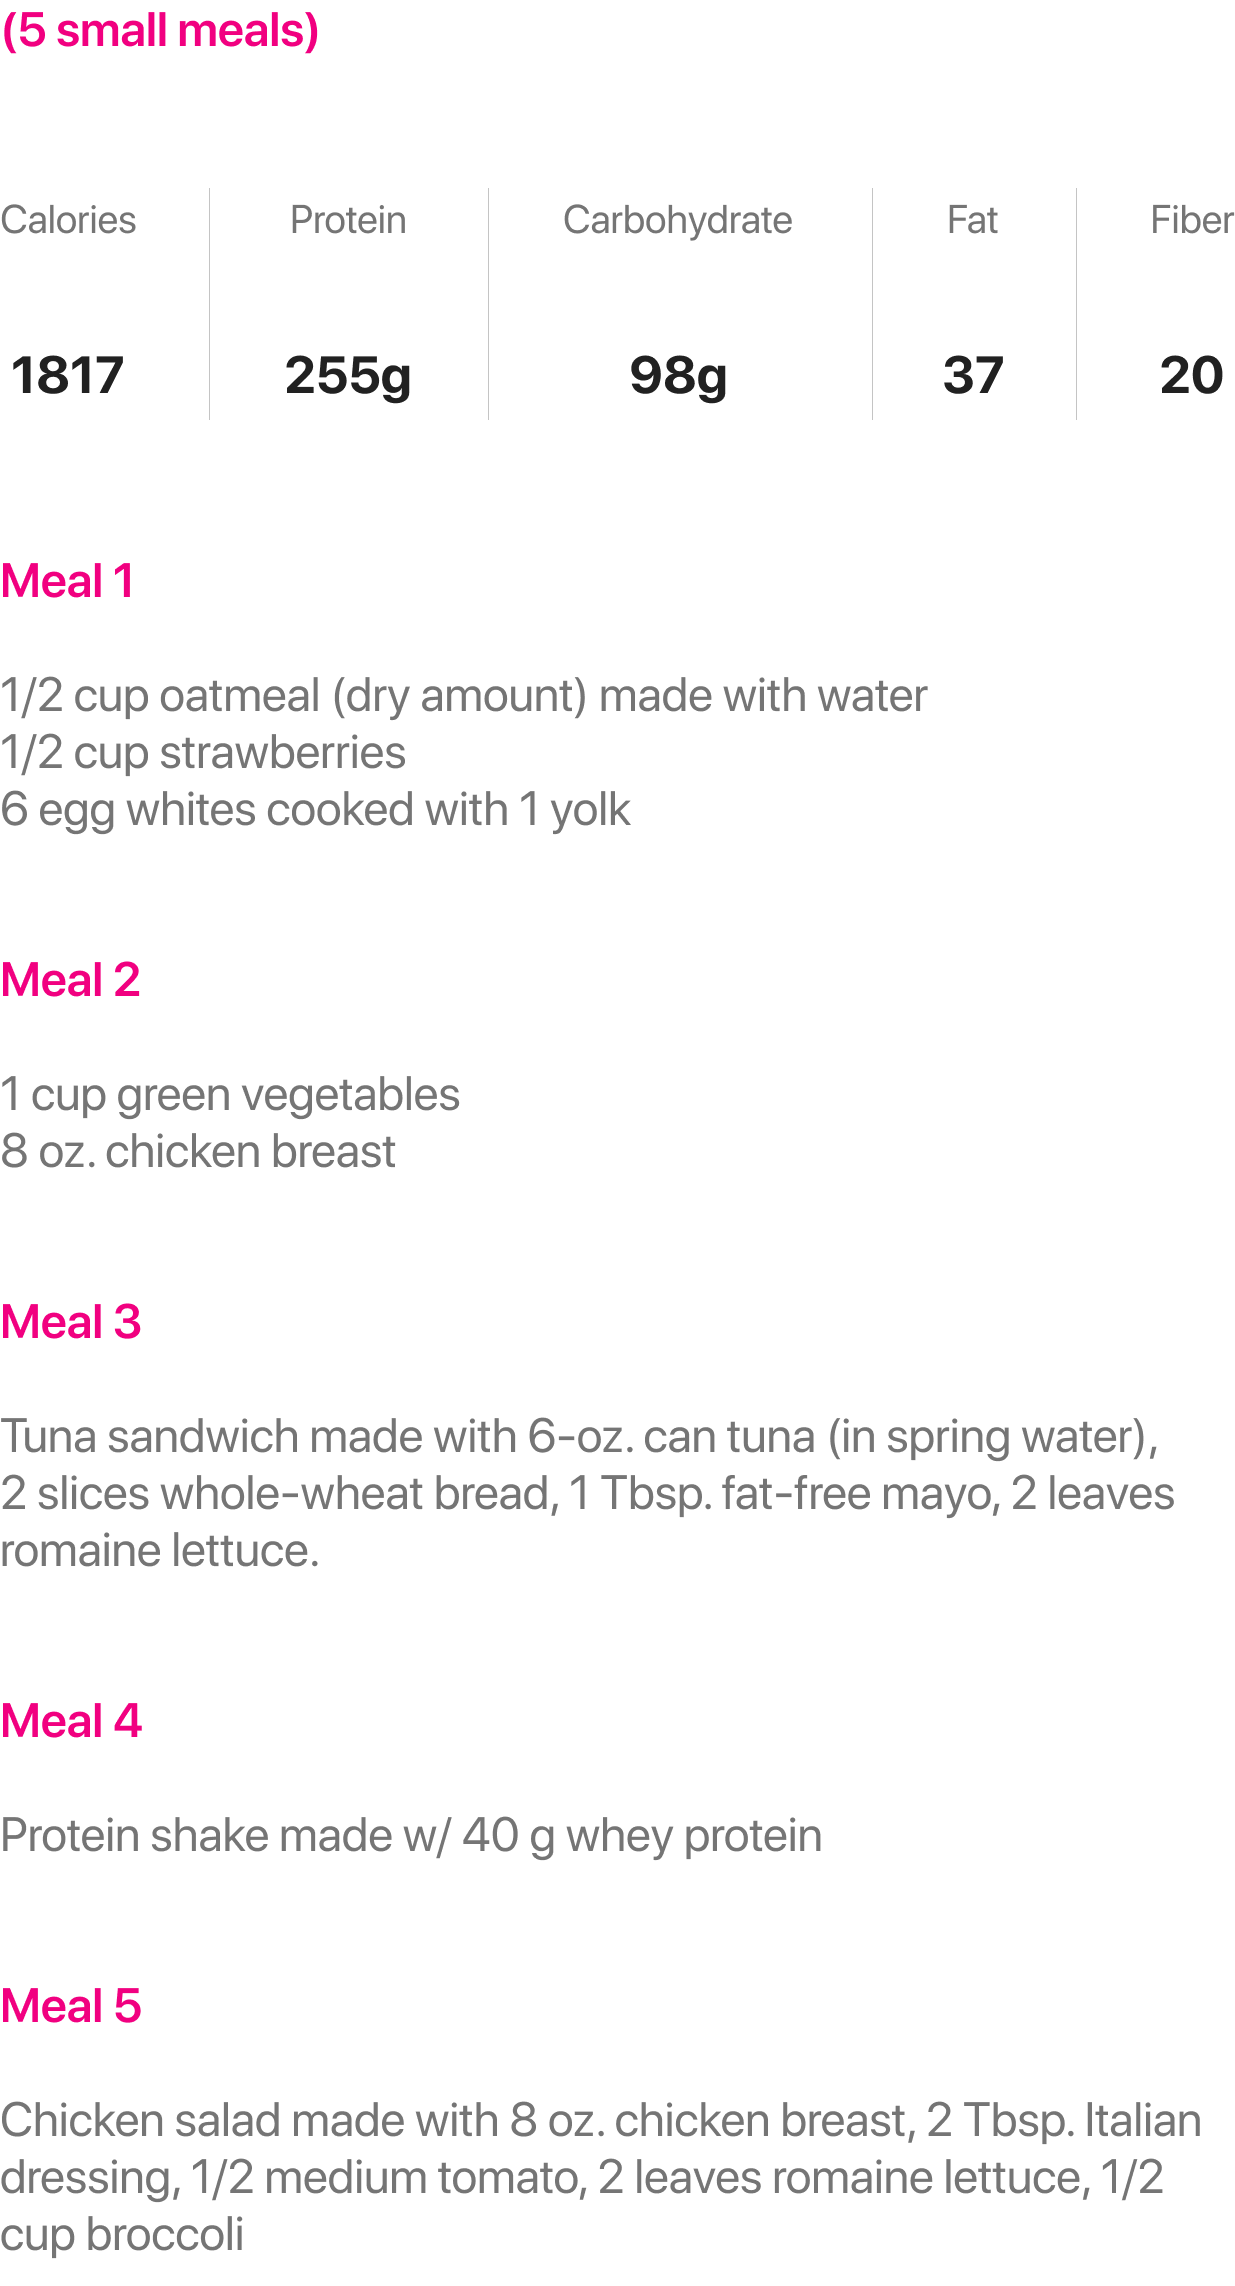 (5 small meals)
Calories Protein Carbohydrate Fat Fiber
1817 255g 98g 37 20
Meal 1
1/2 cup oatmeal (dry amount) made with water
1/2 cup strawberries
6 egg whites cooked with 1 yolk
Meal 2
1 cup green vegetables
8 oz. chicken breast
Meal 3
Tuna sandwich made with 6-oz. can tuna (in spring water),
2 slices whole-wheat bread, 1 Tbsp. fat-free mayo, 2 leaves
romaine lettuce.
Meal 4
Protein shake made w/ 40 g whey protein
Meal 5
Chicken salad made with 8 oz. chicken breast, 2 Tbsp. Italian
dressing, 1/2 medium tomato, 2 leaves romaine lettuce, 1/2
cup broccoli